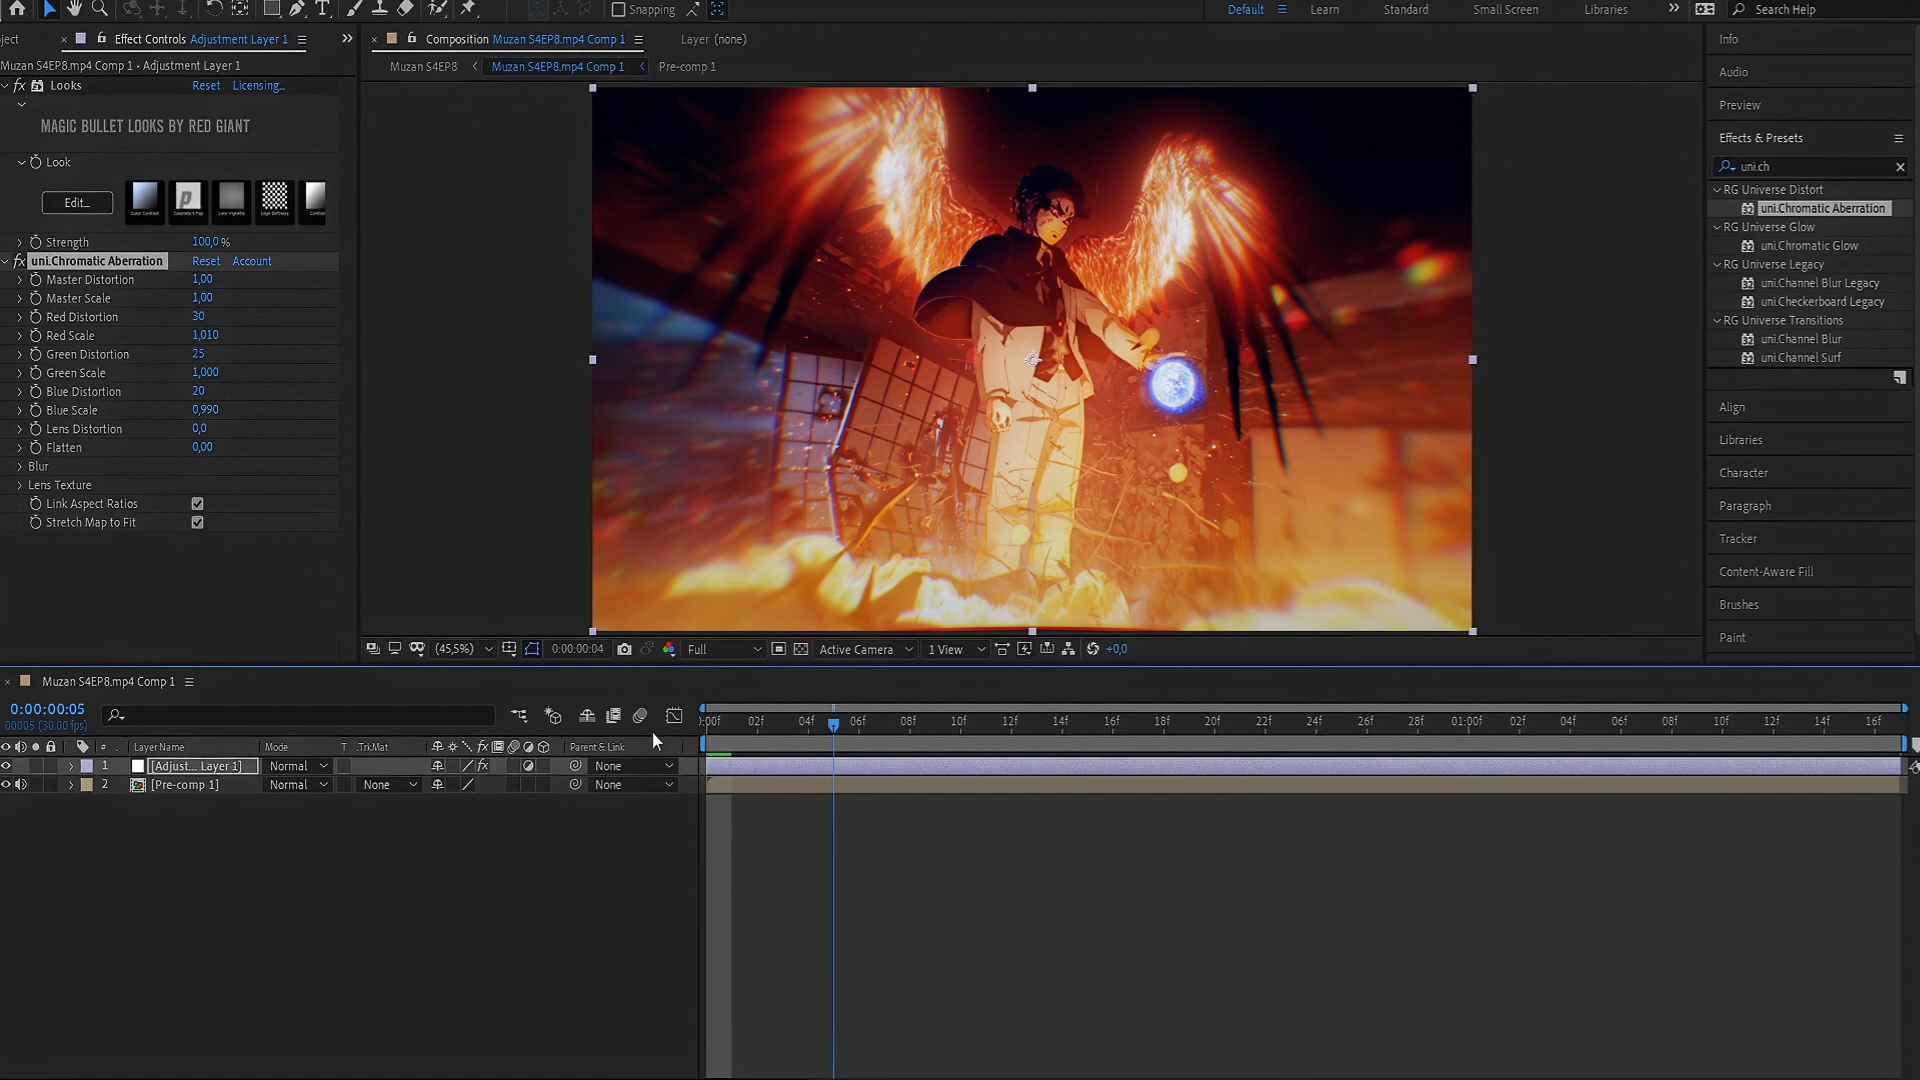 Snapping
Default
Learn
Standard
Small Screen
Libraries
Search Help
ject
Effect Controls Adjustment Layer 1
Composition Muzan S4EP8.mp4 Comp 1
Layer (none)
Muzan S4EP8.mp4 Comp 1 • Adjustment Layer 1
Muzan S4EP8
Muzan S4EP8.mp4 Comp 1
Pre-comp 1
fx Looks Reset Licensing...
MAGIC BULLET LOOKS BY RED GIANT
Look
Edit...
Strength 100,0 %
fx uni.Chromatic Aberration Reset Account
Master Distortion 1,00
Master Scale 1,00
Red Distortion 30
Red Scale 1,010
Green Distortion 25
Green Scale 1,000
Blue Distortion 20
Blue Scale 0,990
Lens Distortion 0,0
Flatten 0,00
Blur
Lens Texture
Link Aspect Ratios
Stretch Map to Fit
Info
Audio
Preview
Effects & Presets
uni.ch
RG Universe Distort
uni.Chromatic Aberration
RG Universe Glow
uni.Chromatic Glow
RG Universe Legacy
uni.Channel Blur Legacy
uni.Checkerboard Legacy
RG Universe Transitions
uni.Channel Blur
uni.Channel Surf
Align
Libraries
Character
Paragraph
Tracker
Content-Aware Fill
Brushes
Paint
(45,5%) 0:00:00:04 Full Active Camera 1 View +0,0
Muzan S4EP8.mp4 Comp 1
0:00:00:05
00005 (30.00 fps)
:00f 02f 04f 06f 08f 10f 12f 14f 16f 18f 20f 22f 24f 26f 28f 01:00f 02f 04f 06f 08f 10f 12f 14f 16f
# Layer Name Mode T .TrkMat fx Parent & Link
1 [Adjust... Layer 1] Normal fx None
2 [Pre-comp 1] Normal None None